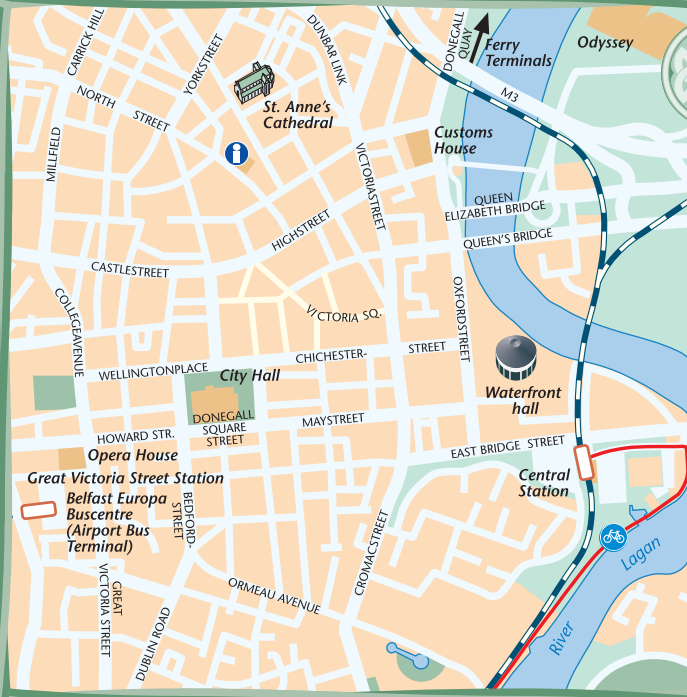 CARRICK HILL
YORKSTREET
DUNBAR LINK
DONEGALL
QUAY
Ferry
Terminals
Odyssey
M3
NORTH STREET
St. Anne's
Cathedral
Customs
House
MILLFIELD
VICTORIASTREET
QUEEN
ELIZABETH BRIDGE
QUEEN'S BRIDGE
HIGHSTREET
CASTLESTREET
COLLEGEAVENUE
VICTORIA SQ.
OXFORDSTREET
CHICHESTER- STREET
WELLINGTONPLACE
City Hall
Waterfront
hall
DONEGALL
SQUARE
STREET
MAYSTREET
HOWARD STR.
EAST BRIDGE STREET
Opera House
Great Victoria Street Station
Belfast Europa
Buscentre
(Airport Bus
Terminal)
Central
Station
BEDFORD-
STREET
CROMACSTREET
GREAT
VICTORIA STREET
ORMEAU AVENUE
DUBLIN ROAD
River Lagan